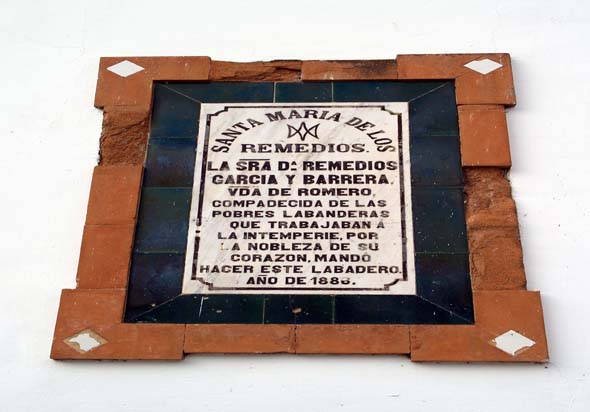 SANTA MARIA DE LOS
REMEDIOS.
LA SRA D: REMEDIOS
GARCIA Y BARRERA,
VDA DE ROMERO,
COMPADECIDA DE LAS
POBRES LABANDERAS
QUE TRABAJABAN Á
LA INTEMPERIE, POR
LA NOBLEZA DE SU
CORAZON, MANDÓ
HACER ESTE LABADERO.
AÑO DE 1886.